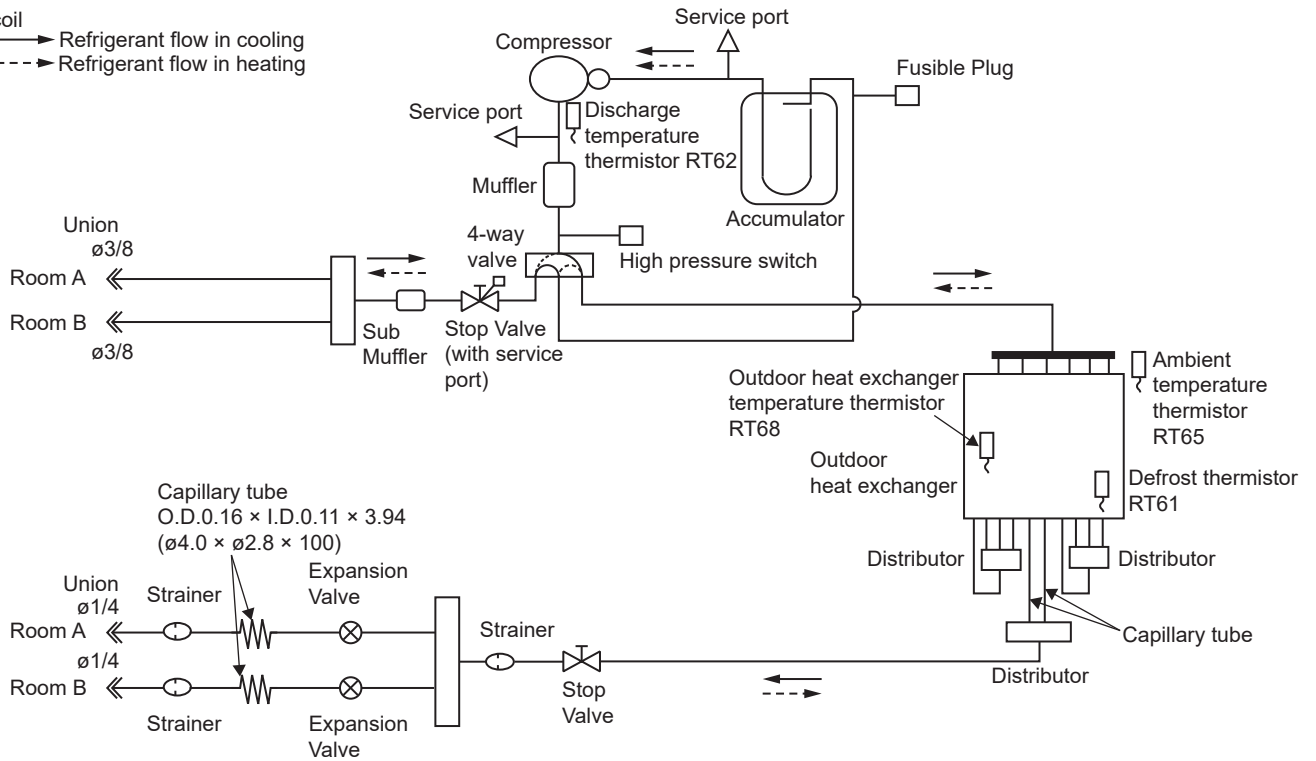 coil
Refrigerant flow in cooling
Refrigerant flow in heating
Service port
Compressor
Fusible Plug
Service port
Discharge
temperature
thermistor RT62
Muffler
Accumulator
4-way
valve
High pressure switch
Union
ø3/8
Room A
Room B
ø3/8
Sub
Muffler
Stop Valve
(with service
port)
Outdoor heat exchanger
temperature thermistor
RT68
Ambient
temperature
thermistor
RT65
Outdoor
heat exchanger
Defrost thermistor
RT61
Distributor
Distributor
Capillary tube
O.D.0.16 × I.D.0.11 × 3.94
(ø4.0 × ø2.8 × 100)
Union
ø1/4
Strainer
Expansion
Valve
Room A
ø1/4
Room B
Strainer
Expansion
Valve
Strainer
Stop
Valve
Capillary tube
Distributor